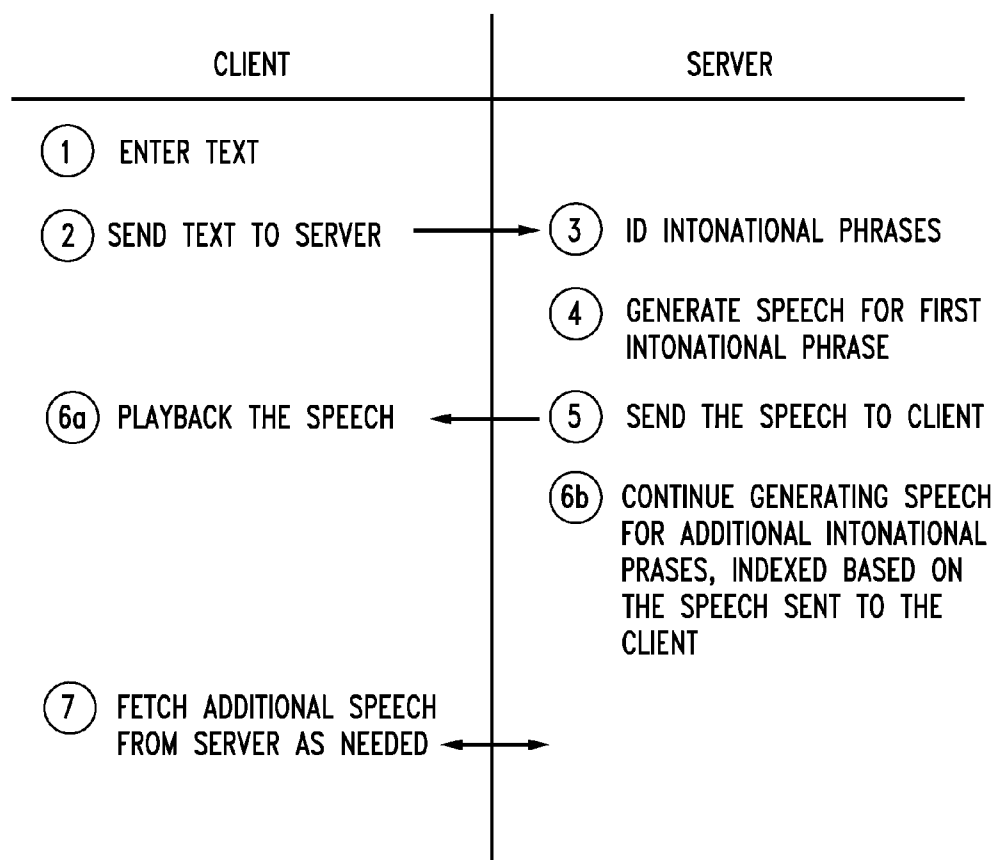 CLIENT
SERVER
1 ENTER TEXT
2 SEND TEXT TO SERVER
3 ID INTONATIONAL PHRASES
4 GENERATE SPEECH FOR FIRST
INTONATIONAL PHRASE
6a PLAYBACK THE SPEECH
5 SEND THE SPEECH TO CLIENT
6b CONTINUE GENERATING SPEECH
FOR ADDITIONAL INTONATIONAL
PRASES, INDEXED BASED ON
THE SPEECH SENT TO THE
CLIENT
7 FETCH ADDITIONAL SPEECH
FROM SERVER AS NEEDED